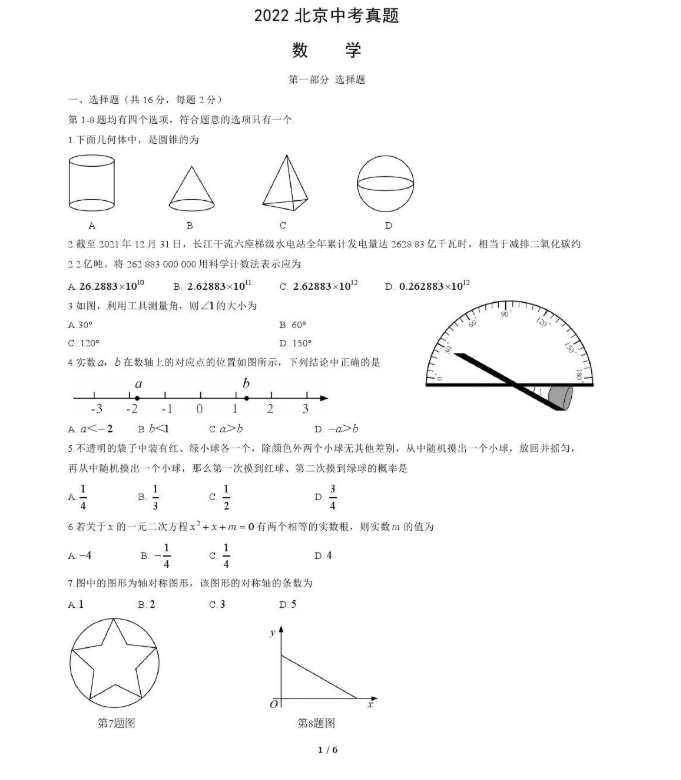 2022 北京中考真题
数 学
第一部分 选择题
一、选择题（共 16 分，每题 2 分）
第 1-8 题均有四个选项，符合题意的选项只有一个.
1.下面几何体中，是圆锥的为
A B C D
2.截至 2021 年 12 月 31 日，长江干流六座梯级水电站全年累计发电量达 2628.83 亿千瓦时，相当于减排二氧化碳约
2.2 亿吨。将 262 883 000 000 用科学计数法表示应为
A. 26.2883×10¹⁰ B. 2.62883×10¹¹ C. 2.62883×10¹² D. 0.262883×10¹²
3.如图，利用工具测量角，则∠1的大小为
A.30° B. 60°
C. 120° D. 150°
0° 30° 60° 90° 120° 150° 180°
1
4.实数 a，b 在数轴上的对应点的位置如图所示，下列结论中正确的是
a b
-3 -2 -1 0 1 2 3
A. a<－2 B. b<1 C. a>b D. －a>b
5.不透明的袋子中装有红、绿小球各一个，除颜色外两个小球无其他差别，从中随机摸出一个小球，放回并摇匀，
再从中随机摸出一个小球，那么第一次摸到红球、第二次摸到绿球的概率是
A. 1/4 B. 1/3 C. 1/2 D. 3/4
6.若关于 x 的一元二次方程 x²+x+m=0 有两个相等的实数根，则实数 m 的值为
A.－4 B. －1/4 C. 1/4 D. 4
7.图中的图形为轴对称图形，该图形的对称轴的条数为
A.1 B. 2 C. 3 D. 5
y
O x
第7题图 第8题图
1 / 6